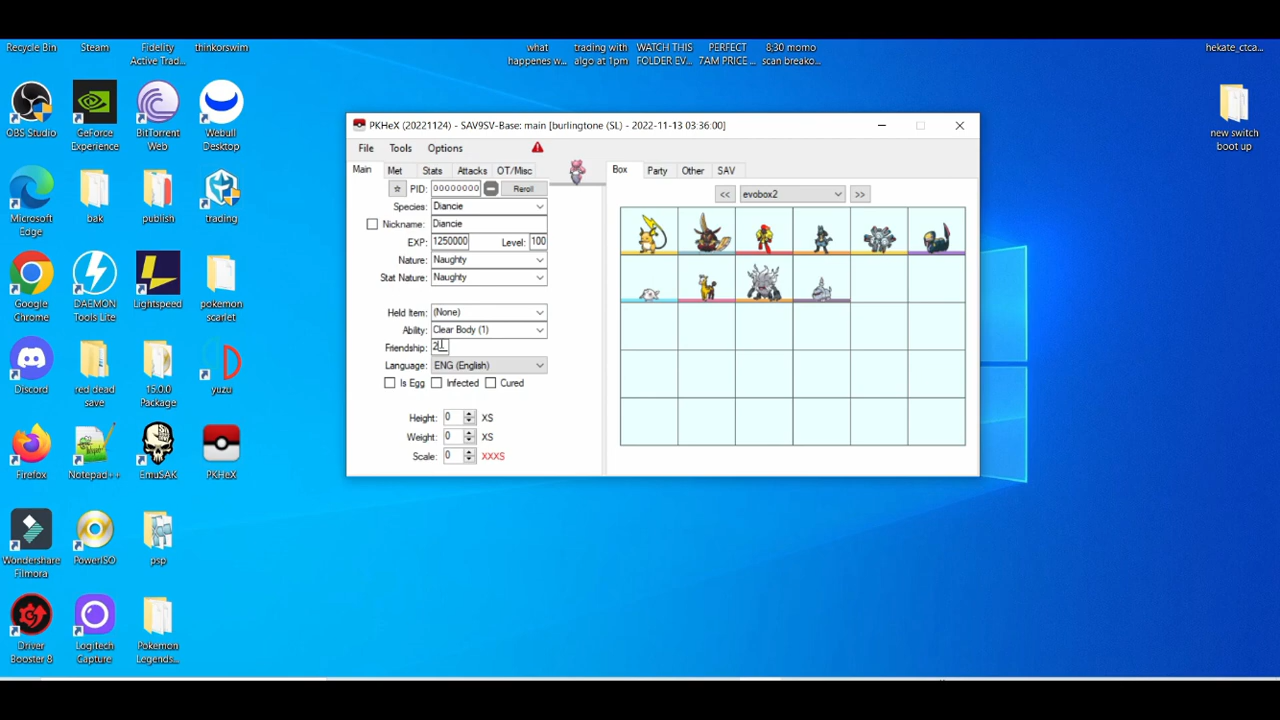 Recycle Bin
Steam
Fidelity
Active Trad...
thinkorswim
what
happenes w...
trading with
algo at 1pm
WATCH THIS
FOLDER EV...
PERFECT
7AM PRICE ...
8:30 momo
scan breako...
hekate_ctca...
OBS Studio
GeForce
Experience
BitTorrent
Web
Webull
Desktop
new switch
boot up
Microsoft
Edge
bak
publish
trading
Google
Chrome
DAEMON
Tools Lite
Lightspeed
pokemon
scarlet
Discord
red dead
save
15.0.0
Package
yuzu
Firefox
Notepad++
EmuSAK
PKHeX
Wondershare
Filmora
PowerISO
psp
Driver
Booster 8
Logitech
Capture
Pokemon
Legends...
PKHeX (20221124) - SAV9SV-Base: main [burlingtone (SL) - 2022-11-13 03:36:00]
File Tools Options
Main Met Stats Attacks OT/Misc
PID: 00000000 Reroll
Species: Diancie
Nickname: Diancie
EXP: 1250000 Level: 100
Nature: Naughty
Stat Nature: Naughty
Held Item: (None)
Ability: Clear Body (1)
Friendship: 2
Language: ENG (English)
Is Egg Infected Cured
Height: 0 XS
Weight: 0 XS
Scale: 0 XXXS
Box Party Other SAV
<< evobox2 >>